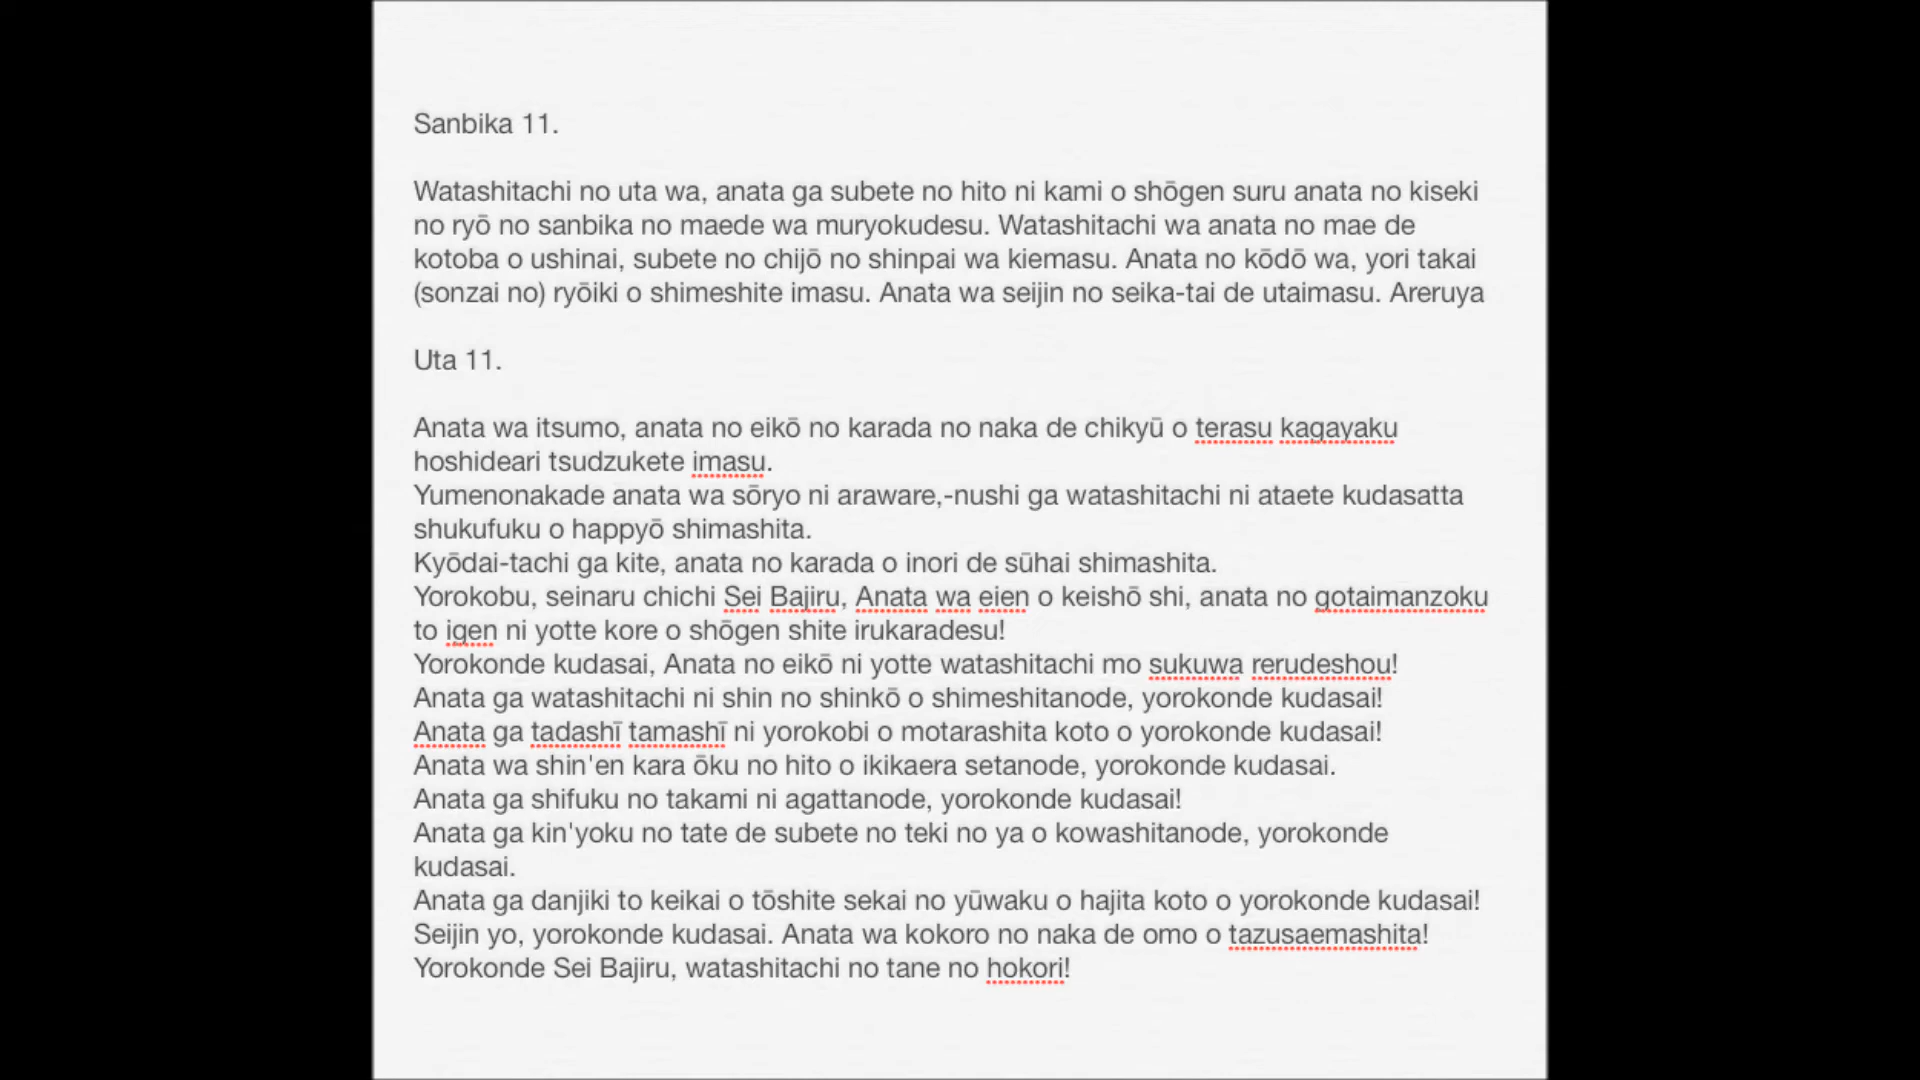 Sanbika 11.
Watashitachi no uta wa, anata ga subete no hito ni kami o shōgen suru anata no kiseki
no ryō no sanbika no maede wa muryokudesu. Watashitachi wa anata no mae de
kotoba o ushinai, subete no chijō no shinpai wa kiemasu. Anata no kōdō wa, yori takai
(sonzai no) ryōiki o shimeshite imasu. Anata wa seijin no seika-tai de utaimasu. Areruya
Uta 11.
Anata wa itsumo, anata no eikō no karada no naka de chikyū o terasu kagayaku
hoshideari tsudzukete imasu.
Yumenonakade anata wa sōryo ni araware,-nushi ga watashitachi ni ataete kudasatta
shukufuku o happyō shimashita.
Kyōdai-tachi ga kite, anata no karada o inori de sūhai shimashita.
Yorokobu, seinaru chichi Sei Bajiru, Anata wa eien o keishō shi, anata no gotaimanzoku
to igen ni yotte kore o shōgen shite irukaradesu!
Yorokonde kudasai, Anata no eikō ni yotte watashitachi mo sukuwa rerudeshou!
Anata ga watashitachi ni shin no shinkō o shimeshitanode, yorokonde kudasai!
Anata ga tadashī tamashī ni yorokobi o motarashita koto o yorokonde kudasai!
Anata wa shin'en kara ōku no hito o ikikaera setanode, yorokonde kudasai.
Anata ga shifuku no takami ni agattanode, yorokonde kudasai!
Anata ga kin'yoku no tate de subete no teki no ya o kowashitanode, yorokonde
kudasai.
Anata ga danjiki to keikai o tōshite sekai no yūwaku o hajita koto o yorokonde kudasai!
Seijin yo, yorokonde kudasai. Anata wa kokoro no naka de omo o tazusaemashita!
Yorokonde Sei Bajiru, watashitachi no tane no hokori!